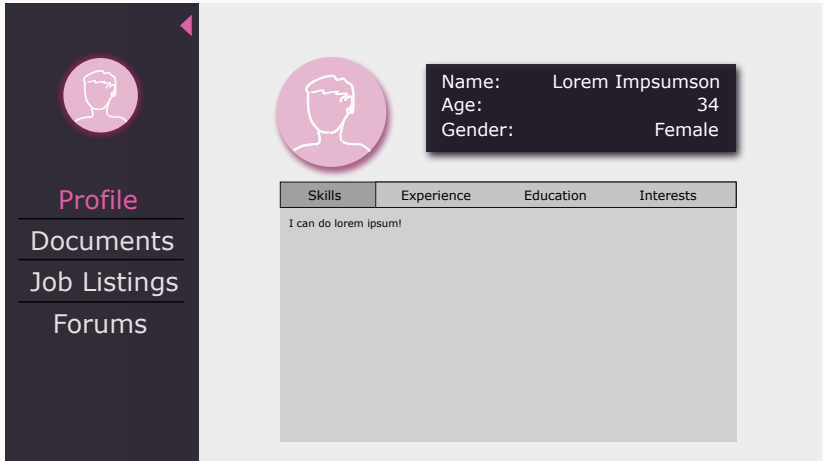 Profile
Documents
Job Listings
Forums
Name: Lorem Impsumson
Age: 34
Gender: Female
Skills Experience Education Interests
I can do lorem ipsum!